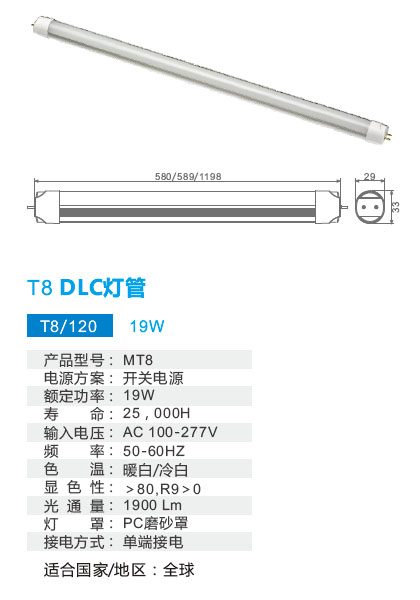 580/589/1198
29
33
T8 DLC灯管
T8/120 19W
产品型号：MT8
电源方案：开关电源
额定功率：19W
寿 命：25，000H
输入电压：AC 100-277V
频 率：50-60HZ
色 温：暖白/冷白
显 色 性：＞80,R9＞0
光 通 量：1900 Lm
灯 罩：PC磨砂罩
接电方式：单端接电
适合国家/地区：全球